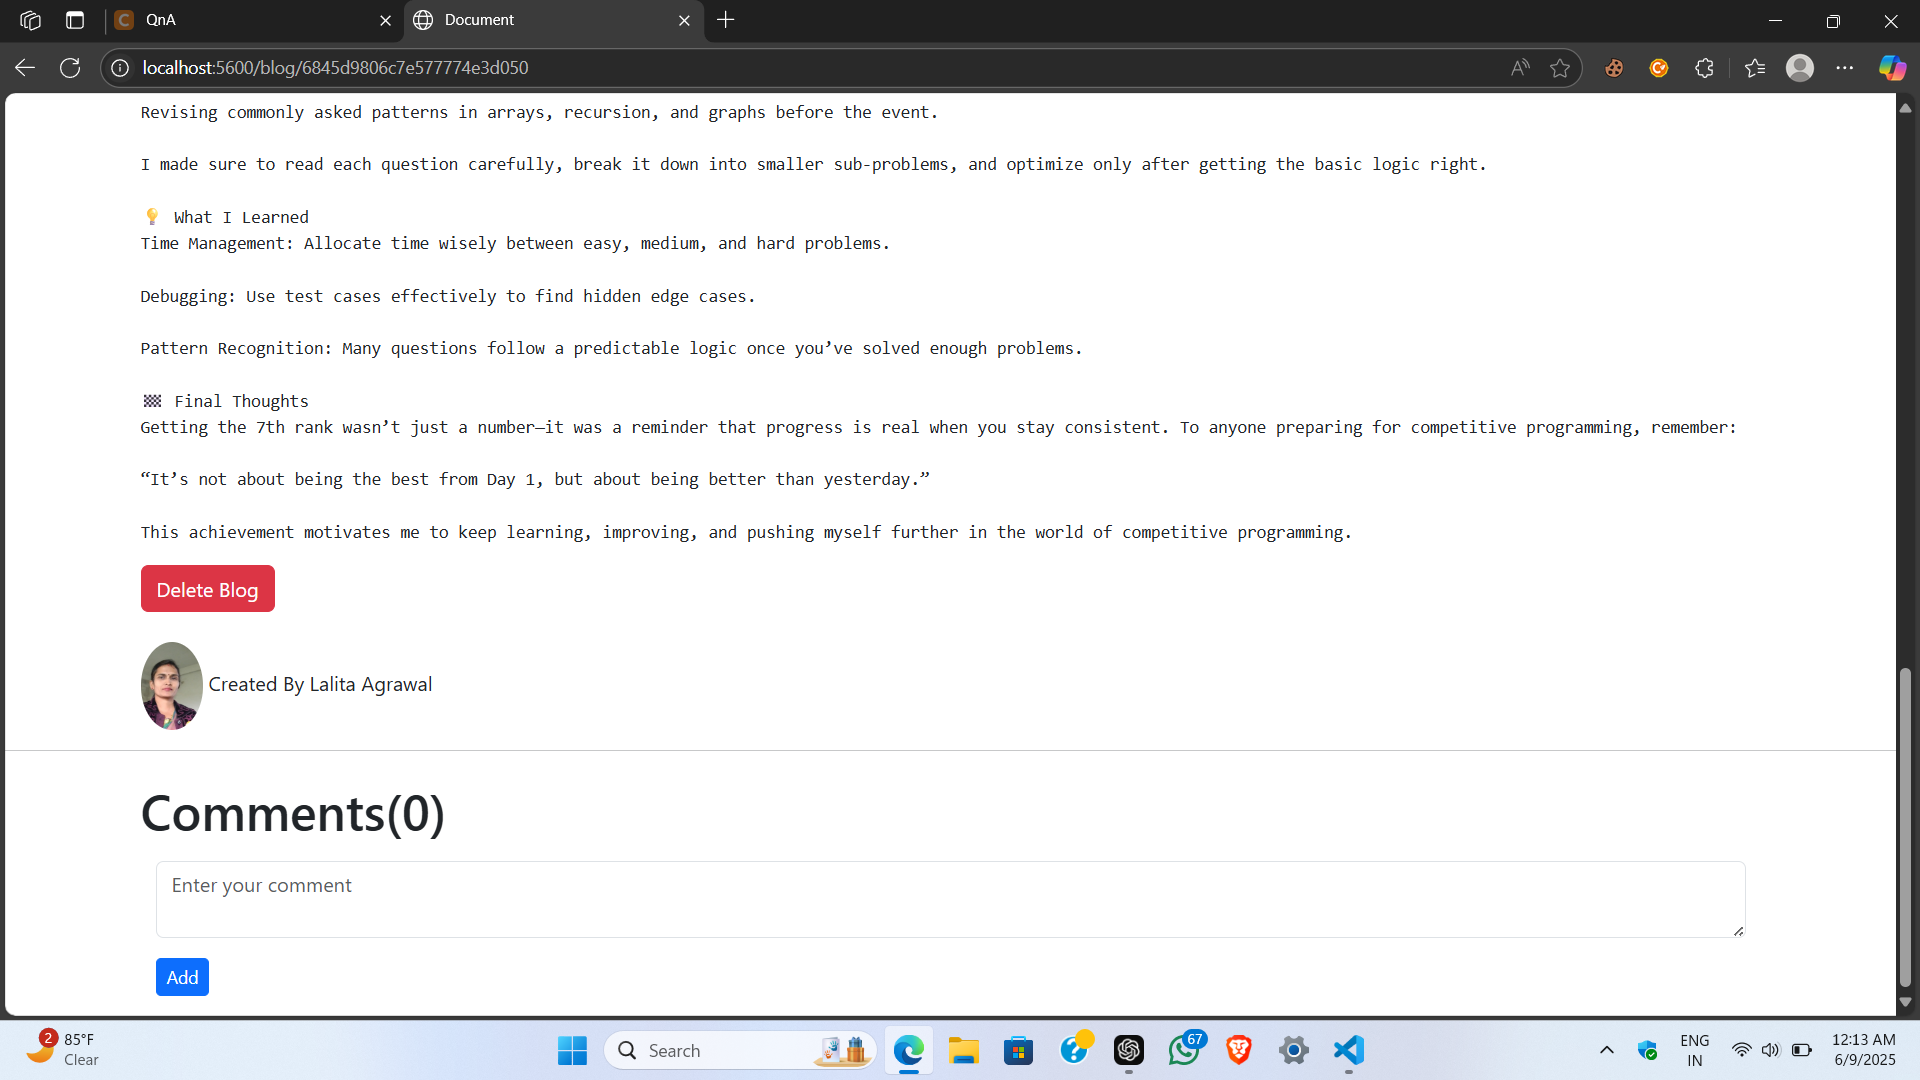 QnA
Document
localhost:5600/blog/6845d9806c7e577774e3d050
Revising commonly asked patterns in arrays, recursion, and graphs before the event.
I made sure to read each question carefully, break it down into smaller sub-problems, and optimize only after getting the basic logic right.
💡 What I Learned
Time Management: Allocate time wisely between easy, medium, and hard problems.
Debugging: Use test cases effectively to find hidden edge cases.
Pattern Recognition: Many questions follow a predictable logic once you’ve solved enough problems.
🏁 Final Thoughts
Getting the 7th rank wasn’t just a number—it was a reminder that progress is real when you stay consistent. To anyone preparing for competitive programming, remember:
“It’s not about being the best from Day 1, but about being better than yesterday.”
This achievement motivates me to keep learning, improving, and pushing myself further in the world of competitive programming.
Delete Blog
Created By Lalita Agrawal
Comments(0)
Enter your comment
Add
2
85°F
Clear
Search
67
ENG
IN
12:13 AM
6/9/2025